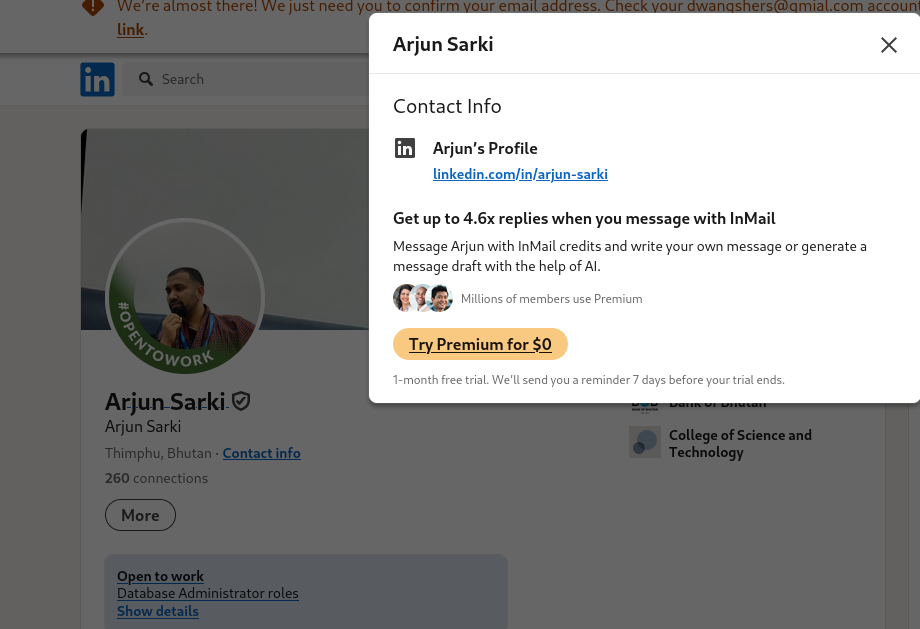 We're almost there! We just need you to confirm your email address. Check your dwangshers@gmial.com account
link.
in
Search
Arjun Sarki
Contact Info
in
Arjun's Profile
linkedin.com/in/arjun-sarki
Get up to 4.6x replies when you message with InMail
Message Arjun with InMail credits and write your own message or generate a
message draft with the help of AI.
Millions of members use Premium
Try Premium for $0
1-month free trial. We'll send you a reminder 7 days before your trial ends.
#OPENTOWORK
Arjun Sarki
Arjun Sarki
Thimphu, Bhutan · Contact info
260 connections
More
Bank of Bhutan
College of Science and
Technology
Open to work
Database Administrator roles
Show details